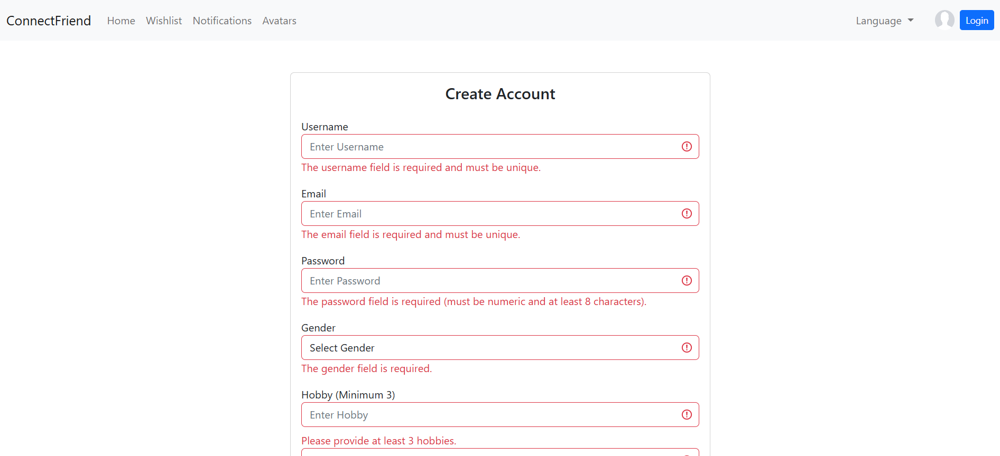 ConnectFriend Home Wishlist Notifications Avatars Language Login
Create Account
Username
Enter Username
The username field is required and must be unique.
Email
Enter Email
The email field is required and must be unique.
Password
Enter Password
The password field is required (must be numeric and at least 8 characters).
Gender
Select Gender
The gender field is required.
Hobby (Minimum 3)
Enter Hobby
Please provide at least 3 hobbies.